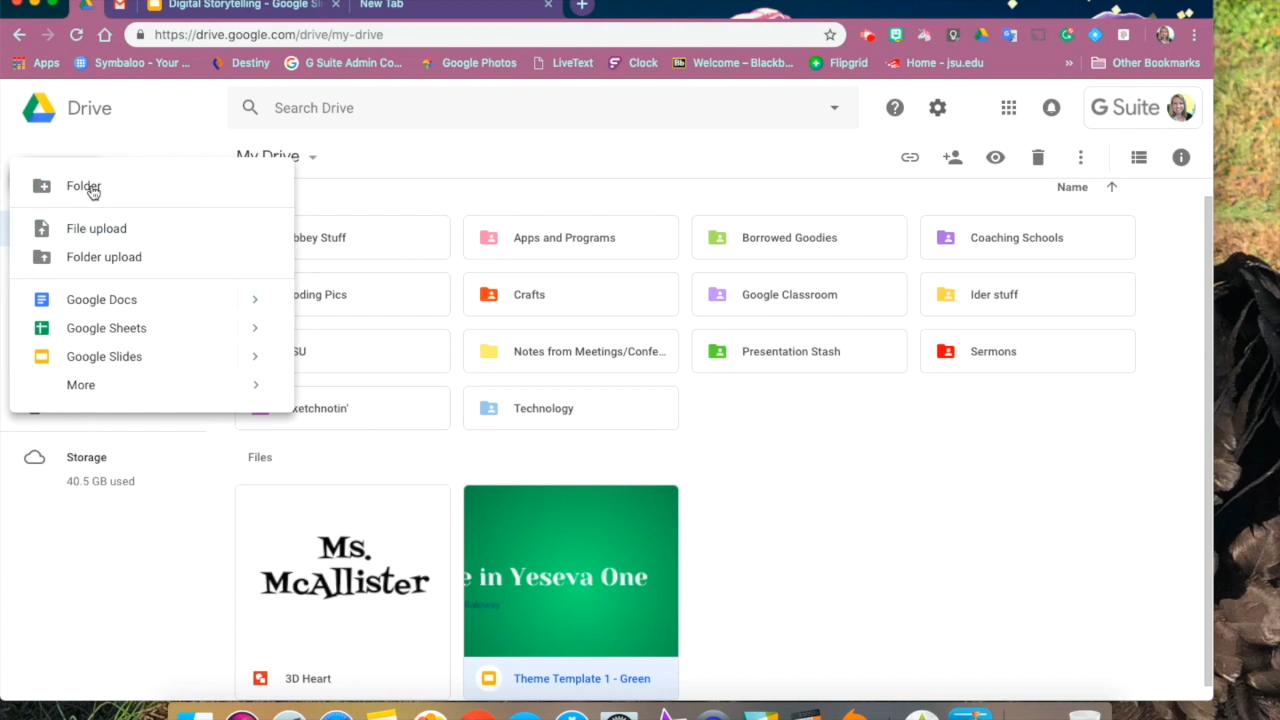 Digital Storytelling - Google Sl
New Tab
https://drive.google.com/drive/my-drive
Apps
Symbaloo - Your ...
Destiny
G Suite Admin Co...
Google Photos
LiveText
Clock
Bb Welcome – Blackb...
Flipgrid
Home - jsu.edu
»
Other Bookmarks
Drive
Search Drive
G Suite
My Drive
Name
Folder
File upload
Folder upload
Google Docs
Google Sheets
Google Slides
More
bbey Stuff
Apps and Programs
Borrowed Goodies
Coaching Schools
oding Pics
Crafts
Google Classroom
Ider stuff
SU
Notes from Meetings/Confe...
Presentation Stash
Sermons
ketchnotin'
Technology
Storage
40.5 GB used
Files
Ms.
McAllister
e in Yeseva One
3D Heart
Theme Template 1 - Green